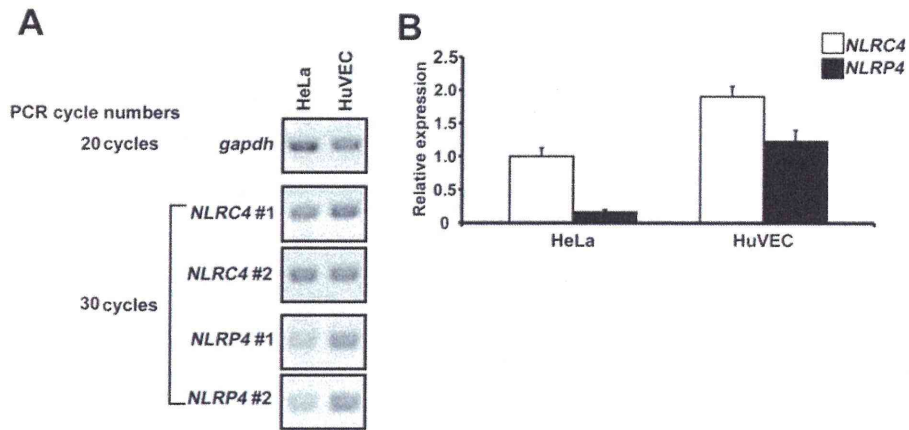 A
HeLa
HuVEC
PCR cycle numbers
20 cycles
gapdh
NLRC4 #1
NLRC4 #2
30 cycles
NLRP4 #1
NLRP4 #2
B
NLRC4
NLRP4
Relative expression
2.5
2.0
1.5
1.0
0.5
0
HeLa
HuVEC